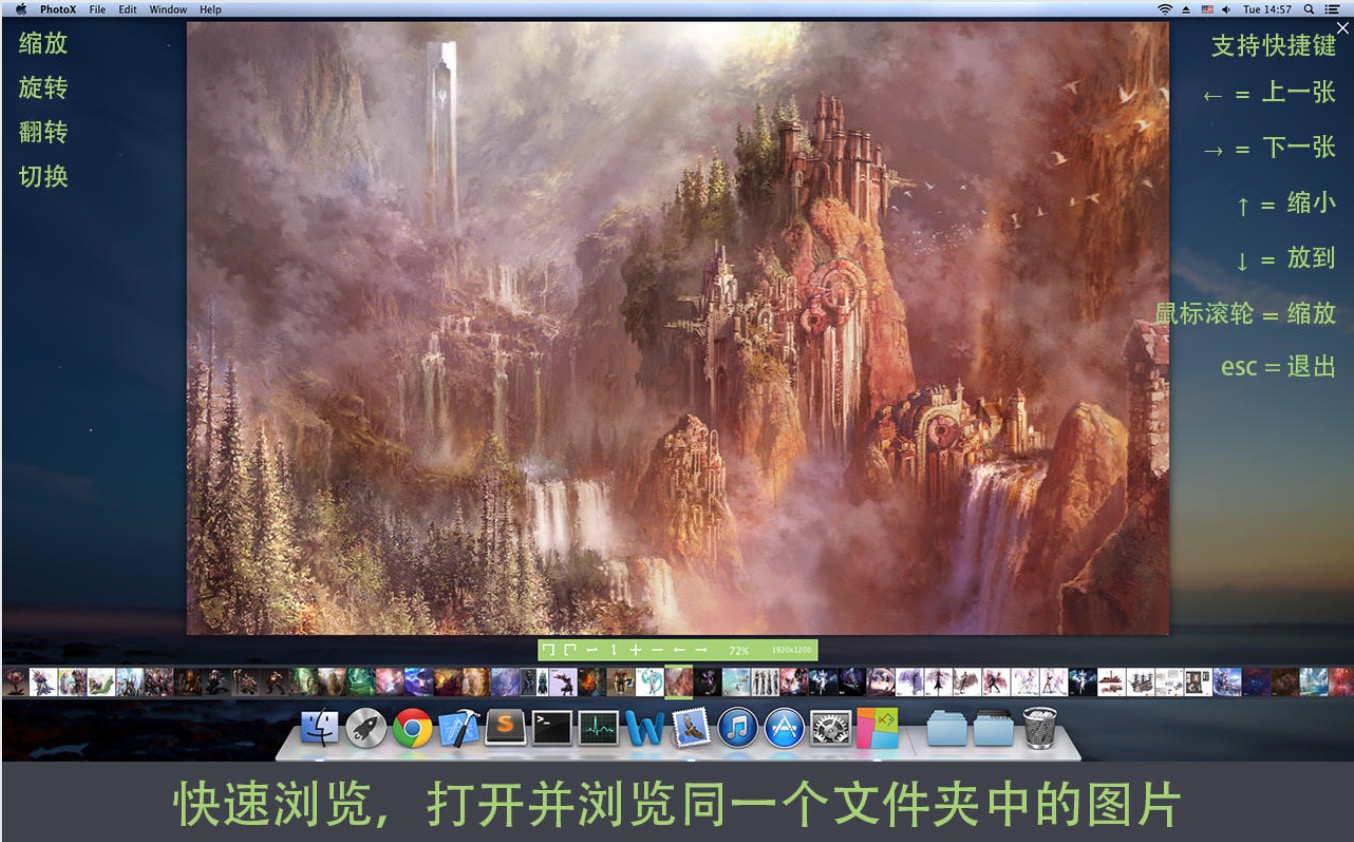 PhotoX File Edit Window Help
Tue 14:57
缩放
旋转
翻转
切换
支持快捷键
← = 上一张
→ = 下一张
↑ = 缩小
↓ = 放到
鼠标滚轮 = 缩放
esc = 退出
72% 1920x1200
快速浏览，打开并浏览同一个文件夹中的图片